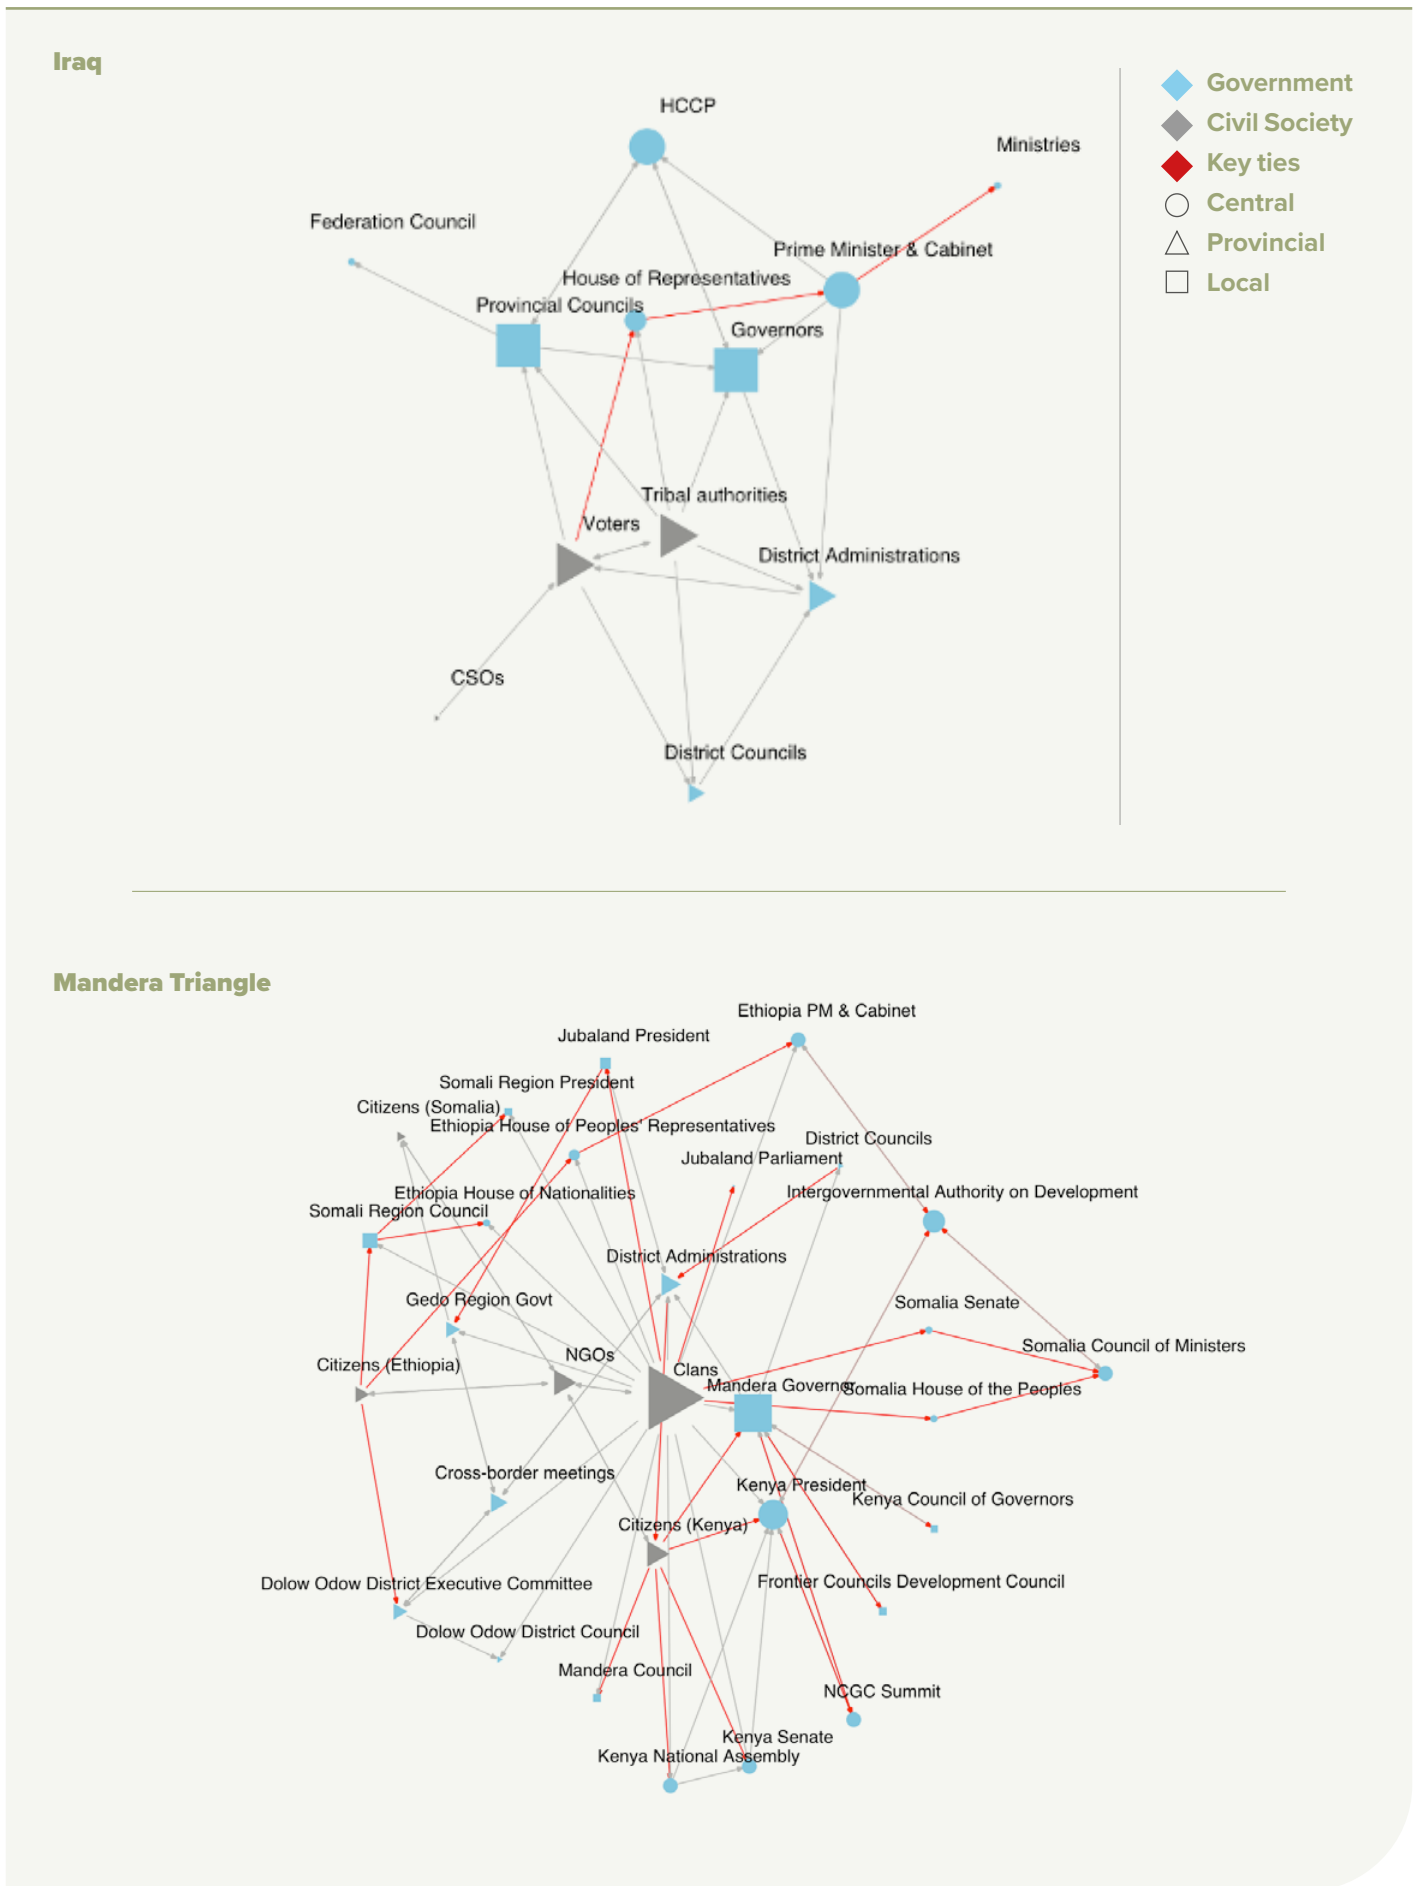 Iraq
Government
Civil Society
Key ties
Central
Provincial
Local
HCCP
Ministries
Federation Council
Prime Minister & Cabinet
House of Representatives
Provincial Councils
Governors
Tribal authorities
Voters
District Administrations
CSOs
District Councils
Mandera Triangle
Ethiopia PM & Cabinet
Jubaland President
Somali Region President
Citizens (Somalia)
Ethiopia House of Peoples' Representatives
District Councils
Jubaland Parliament
Ethiopia House of Nationalities
Intergovernmental Authority on Development
Somali Region Council
District Administrations
Gedo Region Govt
Somalia Senate
Somalia Council of Ministers
NGOs
Citizens (Ethiopia)
Clans
Mandera Governor
Somalia House of the Peoples
Cross-border meetings
Kenya President
Kenya Council of Governors
Citizens (Kenya)
Dolow Odow District Executive Committee
Frontier Councils Development Council
Dolow Odow District Council
Mandera Council
NCGC Summit
Kenya Senate
Kenya National Assembly